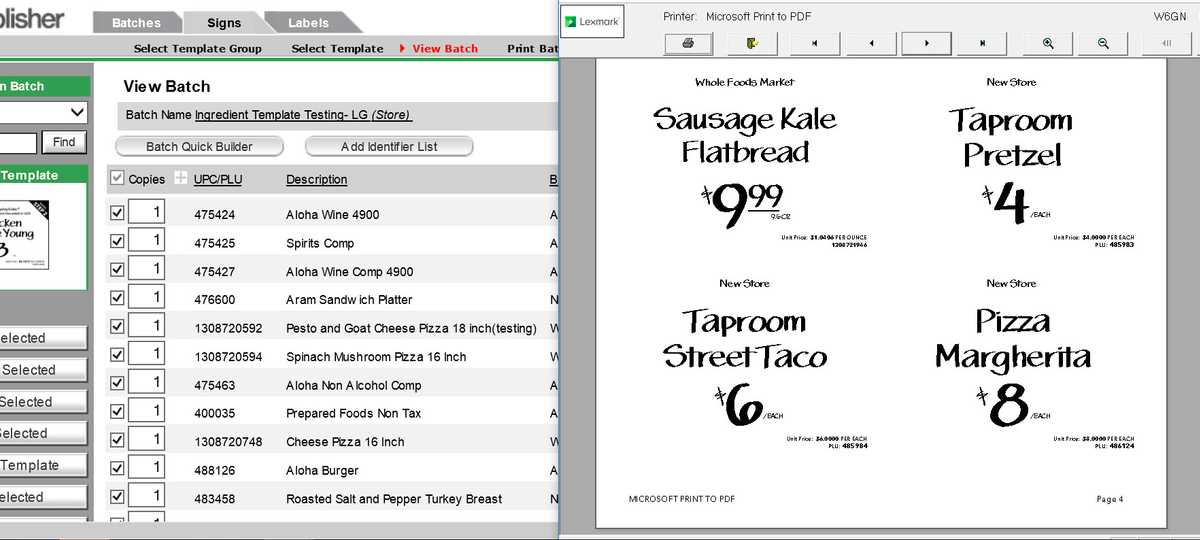 blisher
Batches
Signs
Labels
Select Template Group
Select Template
View Batch
Print Bat
n Batch
Find
Template
cken
Young
3
elected
Selected
Selected
Selected
Template
elected
View Batch
Batch Name Ingredient Template Testing- LG (Store)
Batch Quick Builder
Add Identifier List
Copies UPC/PLU Description B
1 475424 Aloha Wine 4900 A
1 475425 Spirits Comp A
1 475427 Aloha Wine Comp 4900 A
1 476600 Aram Sandwich Platter N
1 1308720592 Pesto and Goat Cheese Pizza 18 inch(testing) W
1 1308720594 Spinach Mushroom Pizza 16 Inch W
1 475463 Aloha Non Alcohol Comp A
1 400035 Prepared Foods Non Tax A
1 1308720748 Cheese Pizza 16 Inch W
1 488126 Aloha Burger A
1 483458 Roasted Salt and Pepper Turkey Breast N
Lexmark
Printer: Microsoft Print to PDF
W6GN
Whole Foods Market
Sausage Kale
Flatbread
$9.99
9.6 OZ
Unit Price: $1.0406 PER OUNCE
1308721946
New Store
Taproom
Pretzel
$4 /EACH
Unit Price: $4.0000 PER EACH
PLU: 485983
New Store
Taproom
Street Taco
$6 /EACH
Unit Price: $6.0000 PER EACH
PLU: 485984
New Store
Pizza
Margherita
$8 /EACH
Unit Price: $8.0000 PER EACH
PLU: 486124
MICROSOFT PRINT TO PDF
Page 4